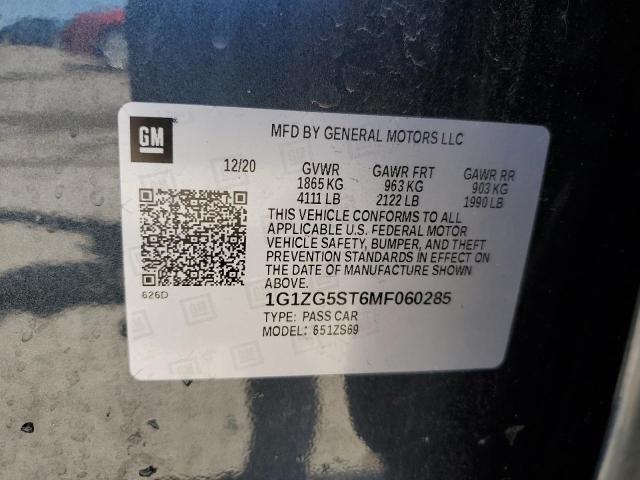 GM
MFD BY GENERAL MOTORS LLC
12/20 GVWR GAWR FRT GAWR RR
1865 KG 963 KG 903 KG
4111 LB 2122 LB 1990 LB
THIS VEHICLE CONFORMS TO ALL
APPLICABLE U.S. FEDERAL MOTOR
VEHICLE SAFETY, BUMPER, AND THEFT
PREVENTION STANDARDS IN EFFECT ON
THE DATE OF MANUFACTURE SHOWN
ABOVE.
626D
1G1ZG5ST6MF060285
TYPE: PASS CAR
MODEL: 651ZS69